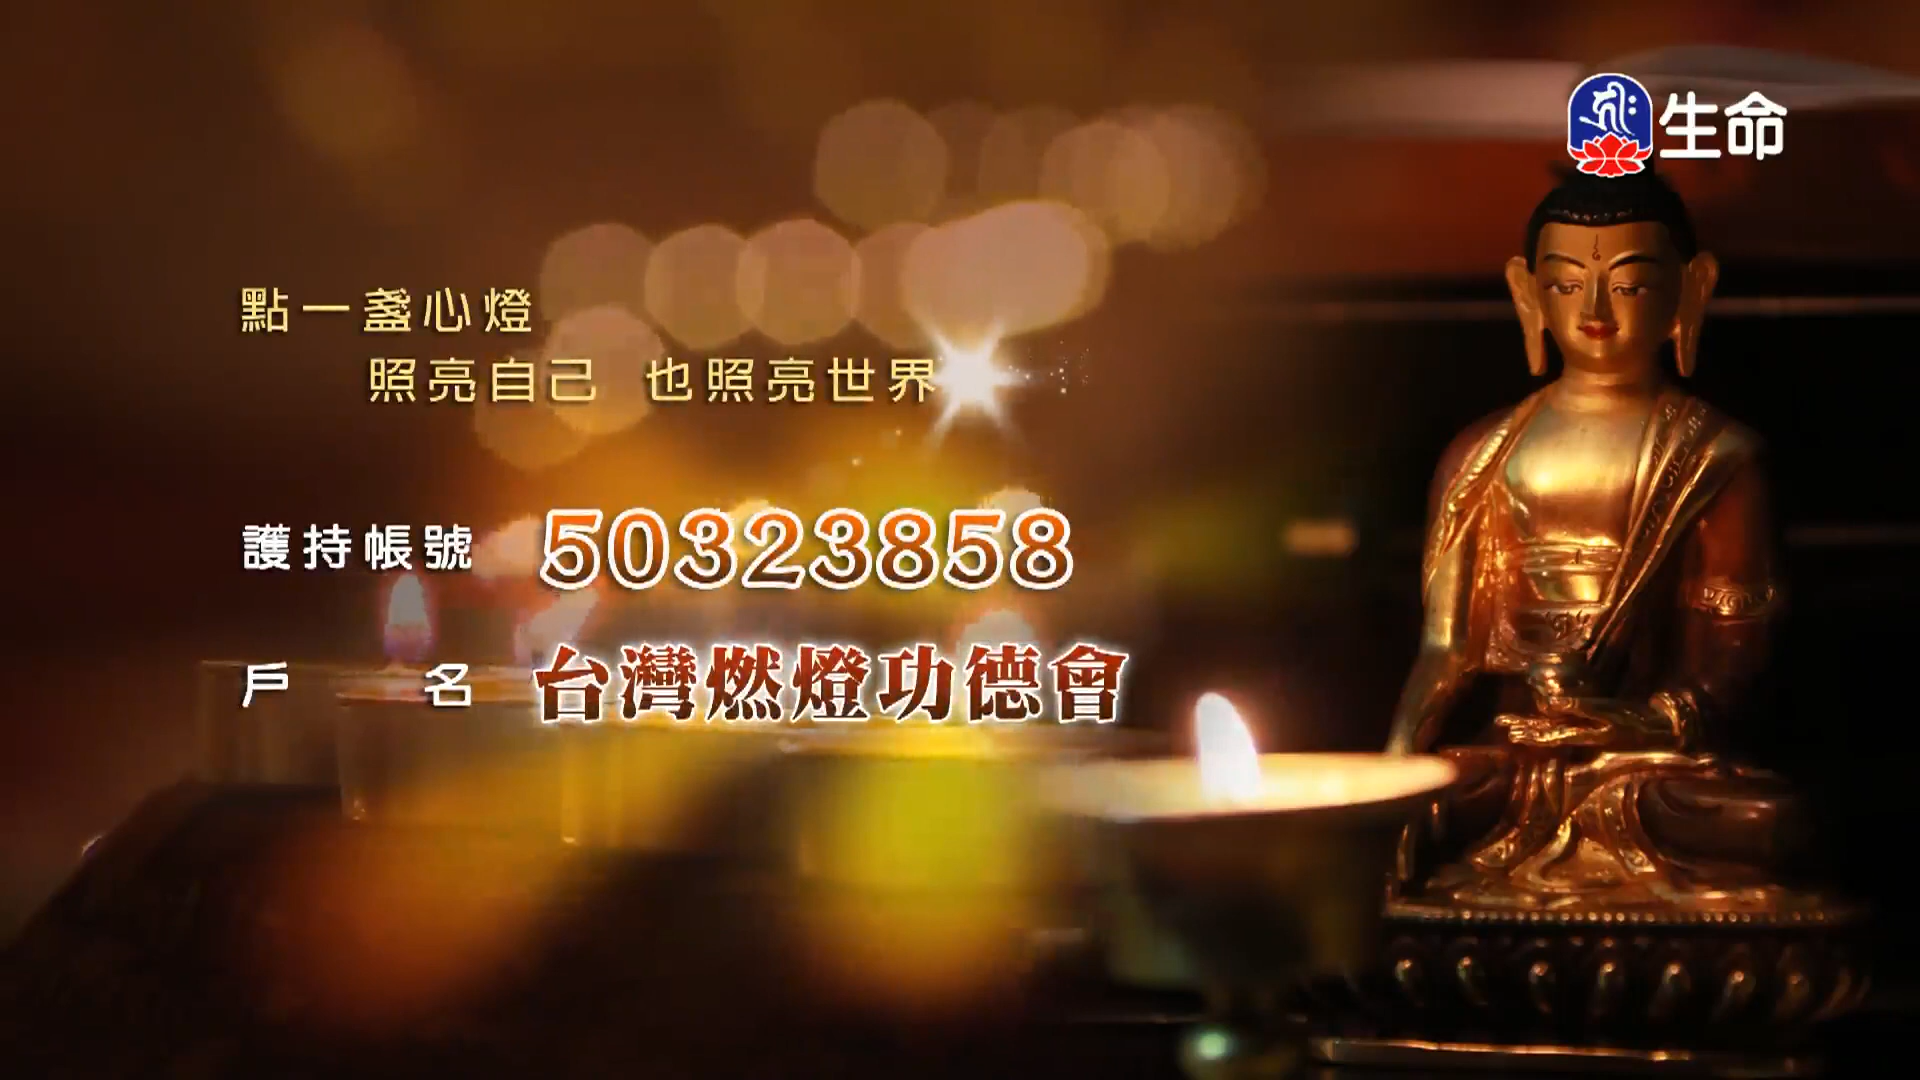 生命
點一盞心燈
照亮自己 也照亮世界
護持帳號 50323858
戶名 台灣燃燈功德會